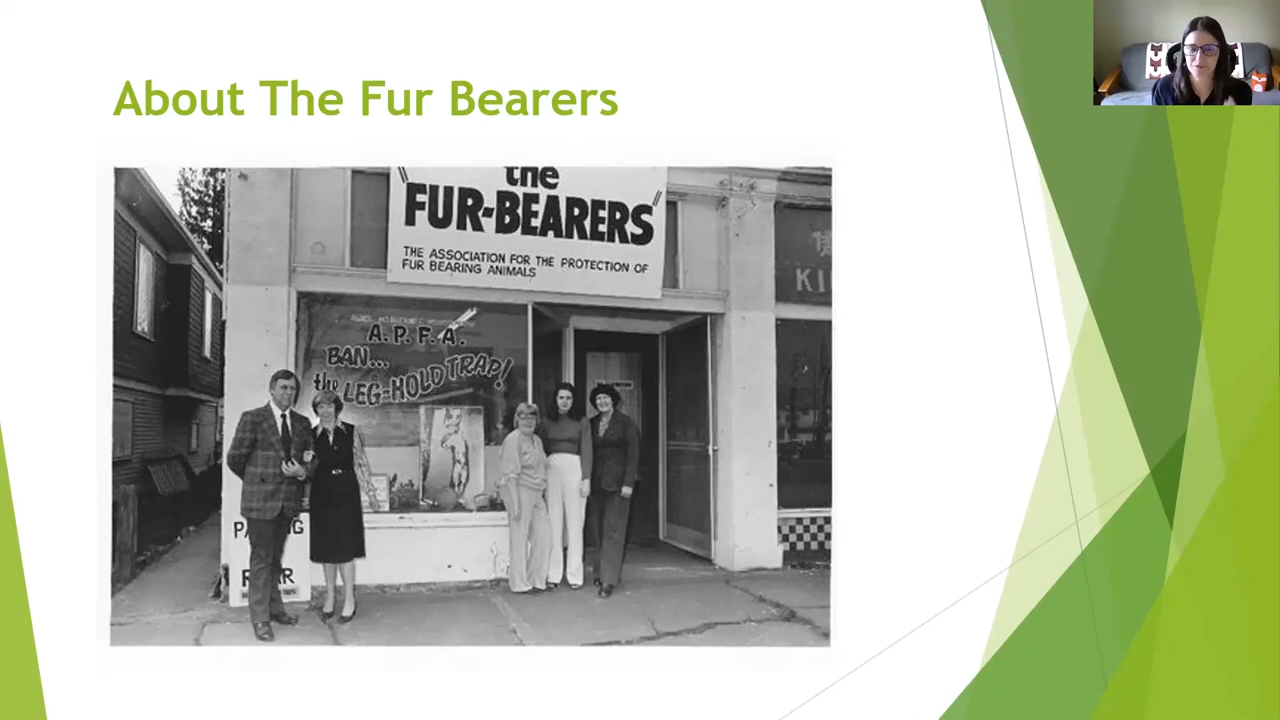 About The Fur Bearers
"the
FUR-BEARERS"
THE ASSOCIATION FOR THE PROTECTION OF
FUR BEARING ANIMALS
A.P.F.A.
BAN...
the LEG-HOLD TRAP!
KI